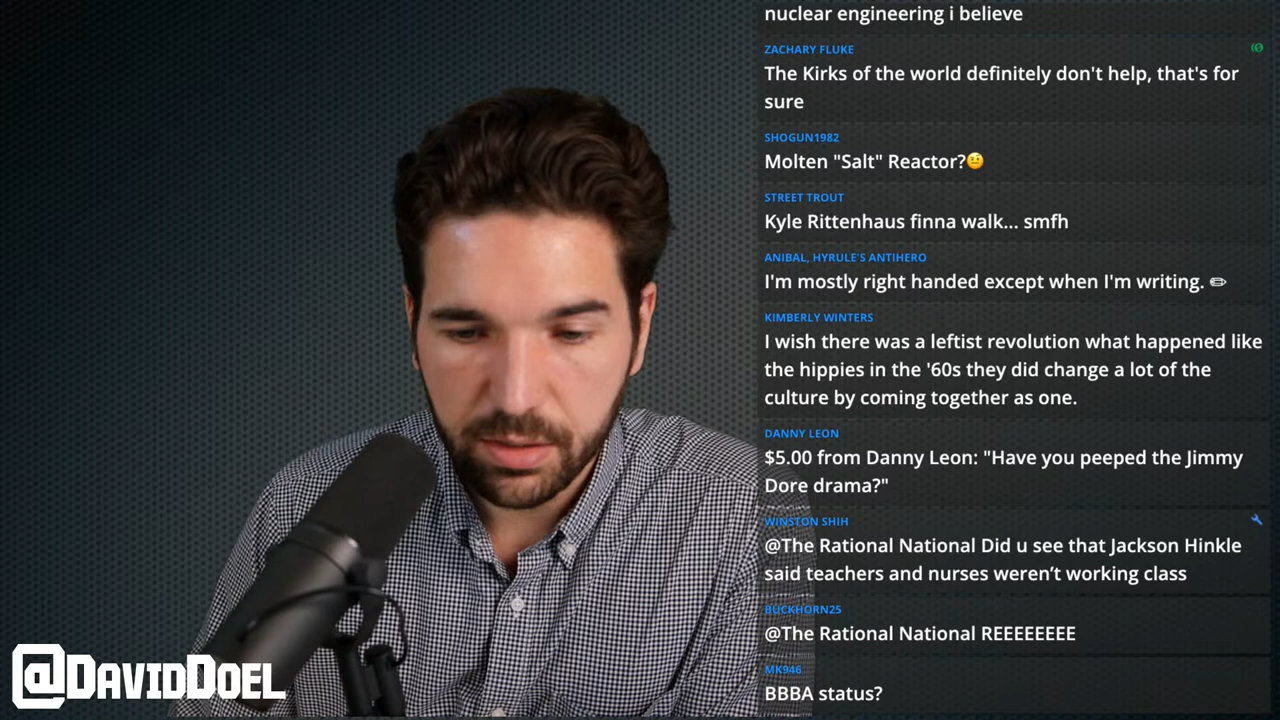 nuclear engineering i believe
ZACHARY FLUKE
The Kirks of the world definitely don't help, that's for
sure
SHOGUN1982
Molten "Salt" Reactor?🤨
STREET TROUT
Kyle Rittenhaus finna walk... smfh
ANIBAL, HYRULE'S ANTIHERO
I'm mostly right handed except when I'm writing. ✏
KIMBERLY WINTERS
I wish there was a leftist revolution what happened like
the hippies in the '60s they did change a lot of the
culture by coming together as one.
DANNY LEON
$5.00 from Danny Leon: "Have you peeped the Jimmy
Dore drama?"
WINSTON SHIH
@The Rational National Did u see that Jackson Hinkle
said teachers and nurses weren't working class
BUCKHORN25
@The Rational National REEEEEEEE
MK946
BBBA status?
@DAVIDDOEL